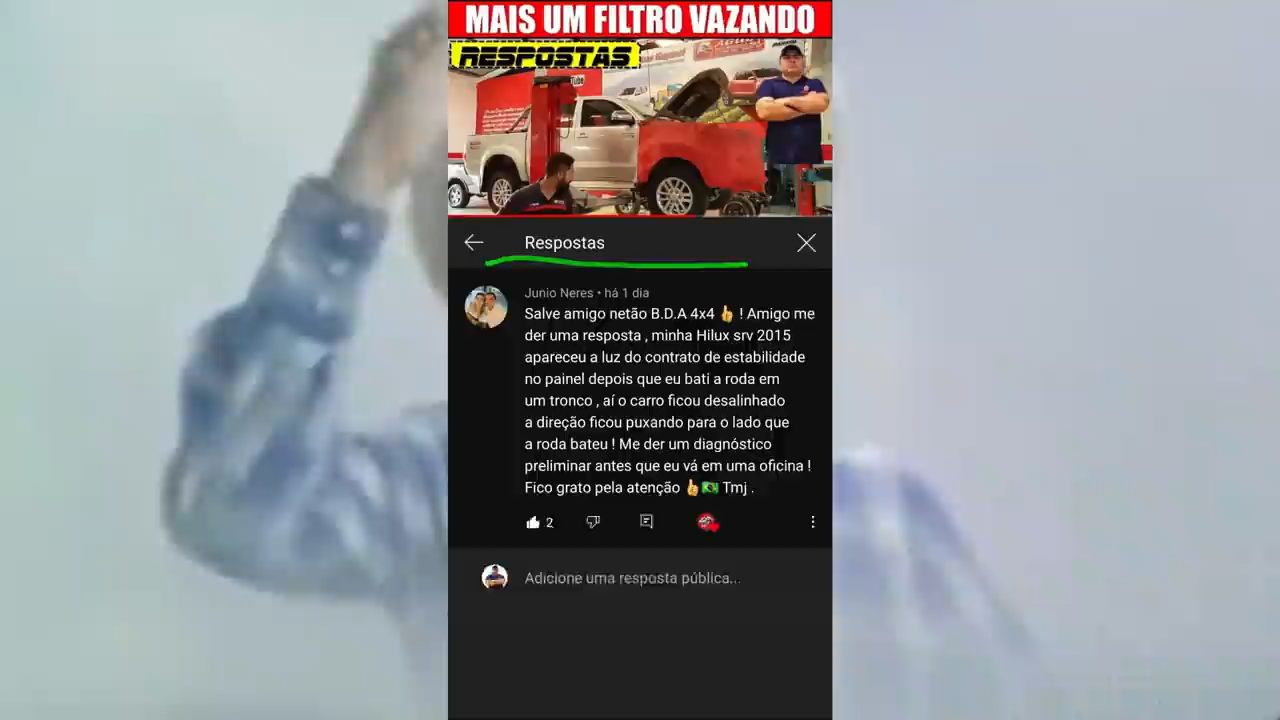 MAIS UM FILTRO VAZANDO
RESPOSTAS
Respostas
Junio Neres • há 1 dia
Salve amigo netão B.D.A 4x4 👍 ! Amigo me
der uma resposta , minha Hilux srv 2015
apareceu a luz do contrato de estabilidade
no painel depois que eu bati a roda em
um tronco , aí o carro ficou desalinhado
a direção ficou puxando para o lado que
a roda bateu ! Me der um diagnóstico
preliminar antes que eu vá em uma oficina !
Fico grato pela atenção 👍🇧🇷 Tmj .
2
Adicione uma resposta pública...